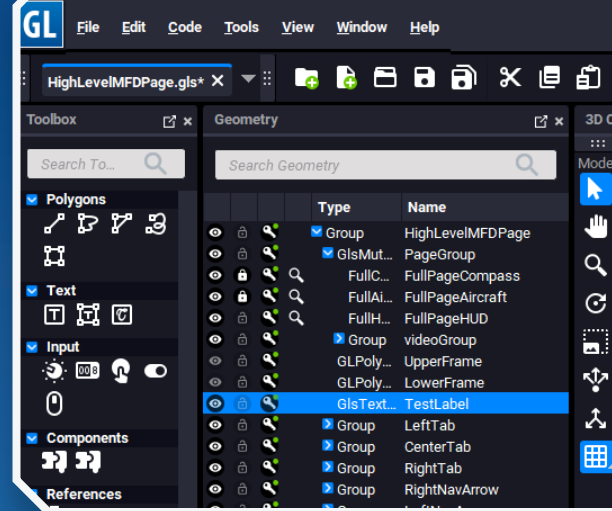 GL File Edit Code Tools View Window Help
HighLevelMFDPage.gls*
Toolbox
Search To...
Polygons
Text
Input
Components
References
Geometry
Search Geometry
Type Name
Group HighLevelMFDPage
GlsMut... PageGroup
FullC... FullPageCompass
FullAi... FullPageAircraft
FullH... FullPageHUD
Group videoGroup
GLPoly... UpperFrame
GLPoly... LowerFrame
GlsText... TestLabel
Group LeftTab
Group CenterTab
Group RightTab
Group RightNavArrow
3D
Mode